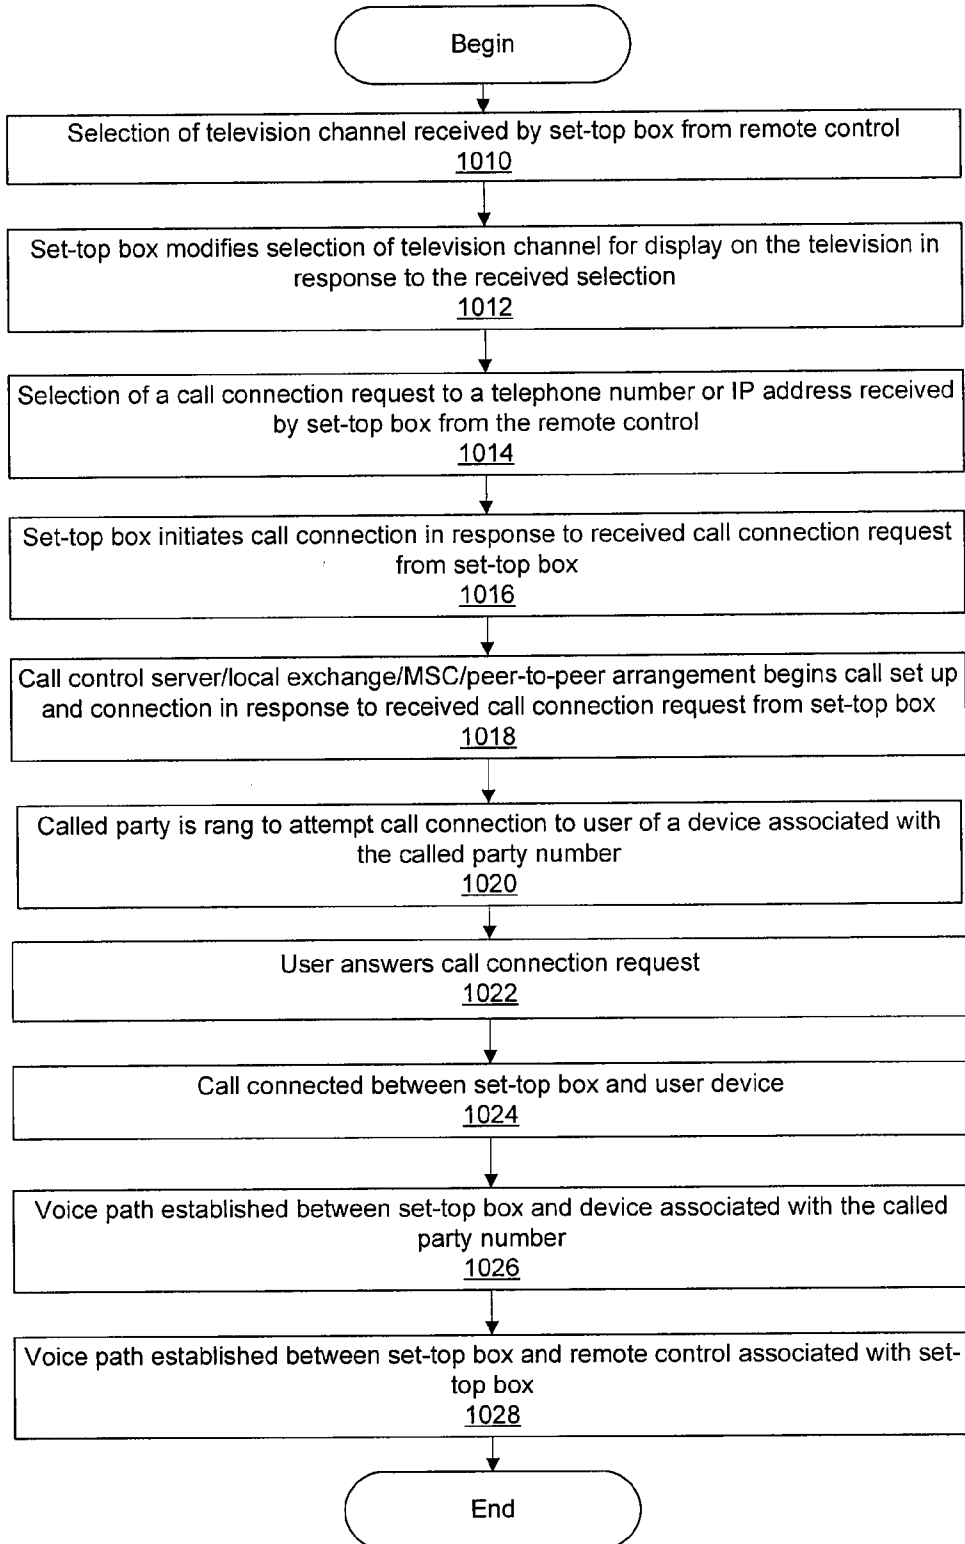 Begin
Selection of television channel received by set-top box from remote control
1010
Set-top box modifies selection of television channel for display on the television in
response to the received selection
1012
Selection of a call connection request to a telephone number or IP address received
by set-top box from the remote control
1014
Set-top box initiates call connection in response to received call connection request
from set-top box
1016
Call control server/local exchange/MSC/peer-to-peer arrangement begins call set up
and connection in response to received call connection request from set-top box
1018
Called party is rang to attempt call connection to user of a device associated with
the called party number
1020
User answers call connection request
1022
Call connected between set-top box and user device
1024
Voice path established between set-top box and device associated with the called
party number
1026
Voice path established between set-top box and remote control associated with set-
top box
1028
End